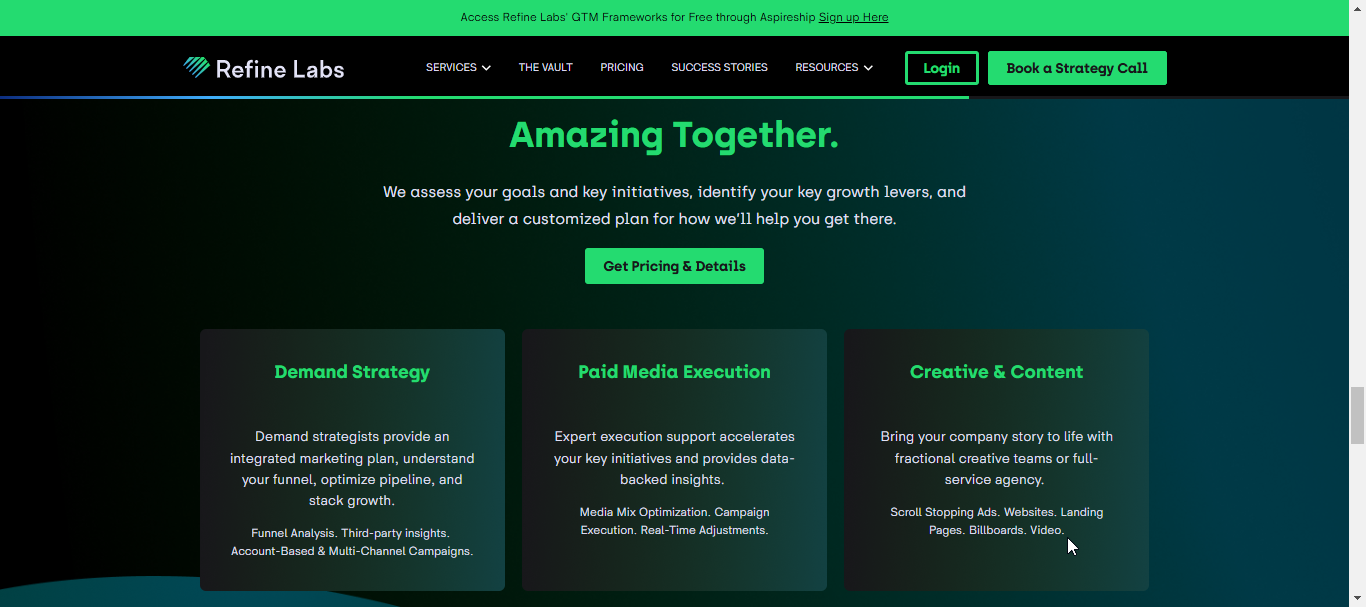 Access Refine Labs' GTM Frameworks for Free through Aspireship Sign up Here
Refine Labs
SERVICES
THE VAULT
PRICING
SUCCESS STORIES
RESOURCES
Login
Book a Strategy Call
Amazing Together.
We assess your goals and key initiatives, identify your key growth levers, and
deliver a customized plan for how we'll help you get there.
Get Pricing & Details
Demand Strategy
Demand strategists provide an
integrated marketing plan, understand
your funnel, optimize pipeline, and
stack growth.
Funnel Analysis. Third-party insights.
Account-Based & Multi-Channel Campaigns.
Paid Media Execution
Expert execution support accelerates
your key initiatives and provides data-
backed insights.
Media Mix Optimization. Campaign
Execution. Real-Time Adjustments.
Creative & Content
Bring your company story to life with
fractional creative teams or full-
service agency.
Scroll Stopping Ads. Websites. Landing
Pages. Billboards. Video.